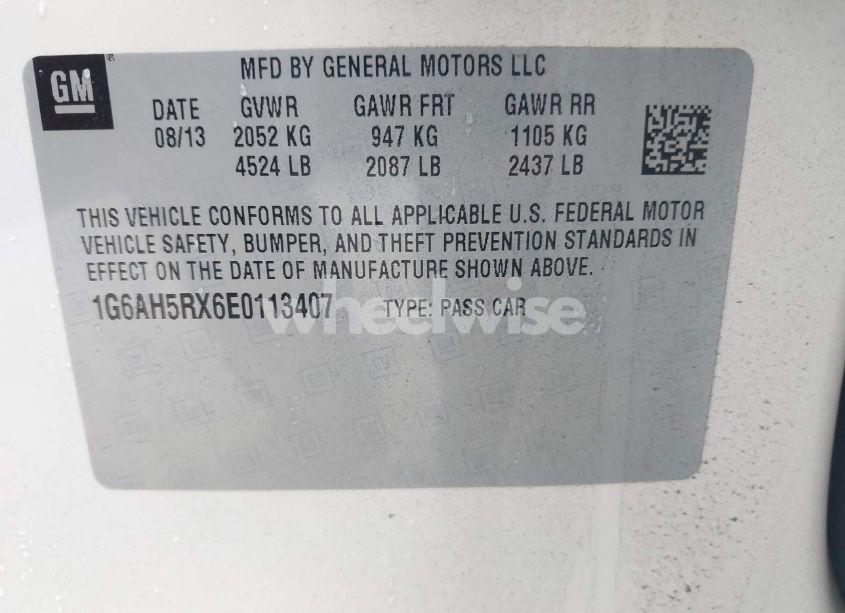 GM
MFD BY GENERAL MOTORS LLC
DATE GVWR GAWR FRT GAWR RR
08/13 2052 KG 947 KG 1105 KG
4524 LB 2087 LB 2437 LB
THIS VEHICLE CONFORMS TO ALL APPLICABLE U.S. FEDERAL MOTOR
VEHICLE SAFETY, BUMPER, AND THEFT PREVENTION STANDARDS IN
EFFECT ON THE DATE OF MANUFACTURE SHOWN ABOVE.
1G6AH5RX6E0113407 TYPE: PASS CAR
wheelwise